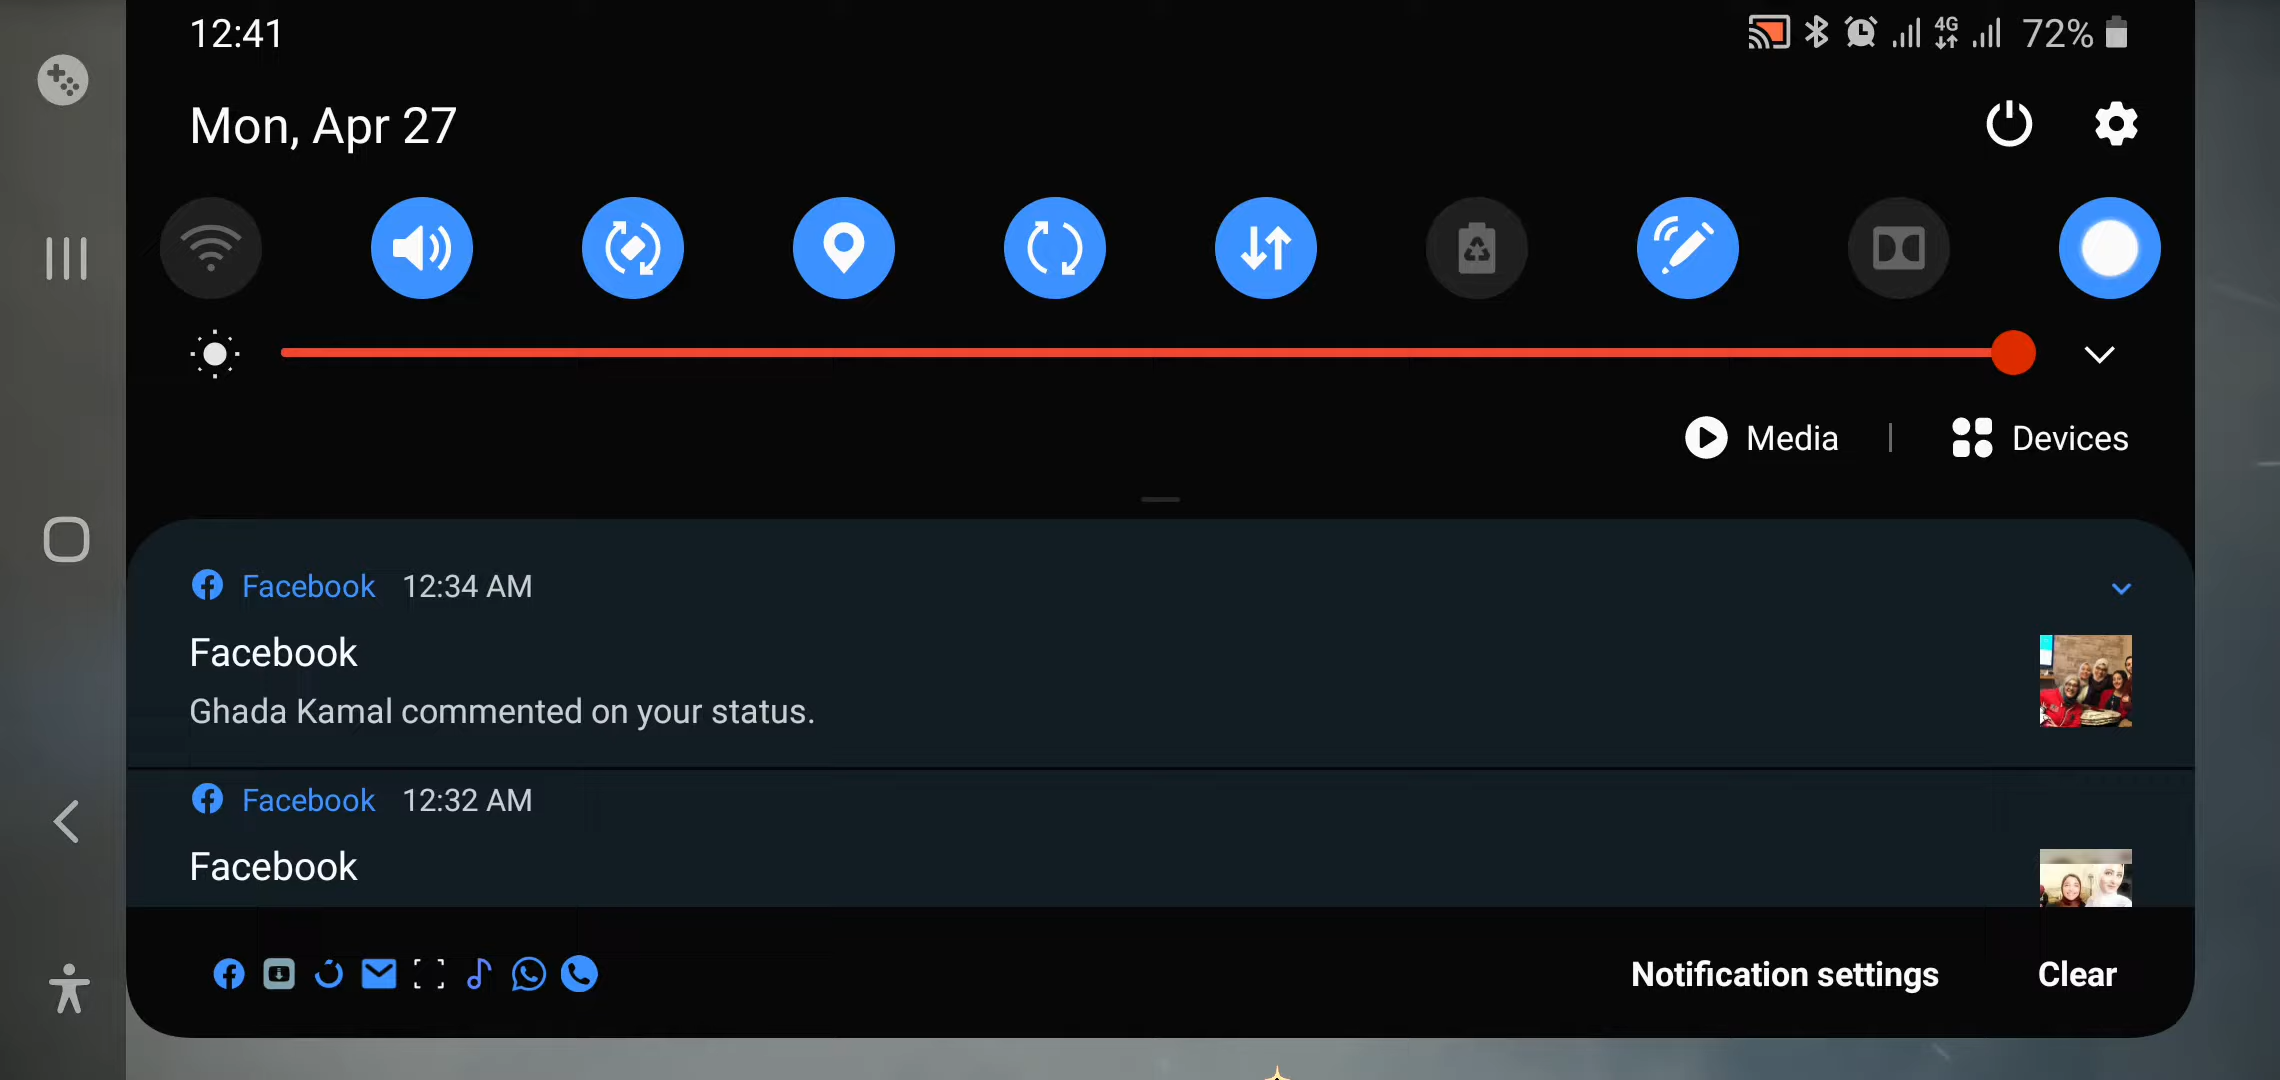 12:41
4G 72%
Mon, Apr 27
Media | Devices
Facebook 12:34 AM
Facebook
Ghada Kamal commented on your status.
Facebook 12:32 AM
Facebook
Notification settings Clear